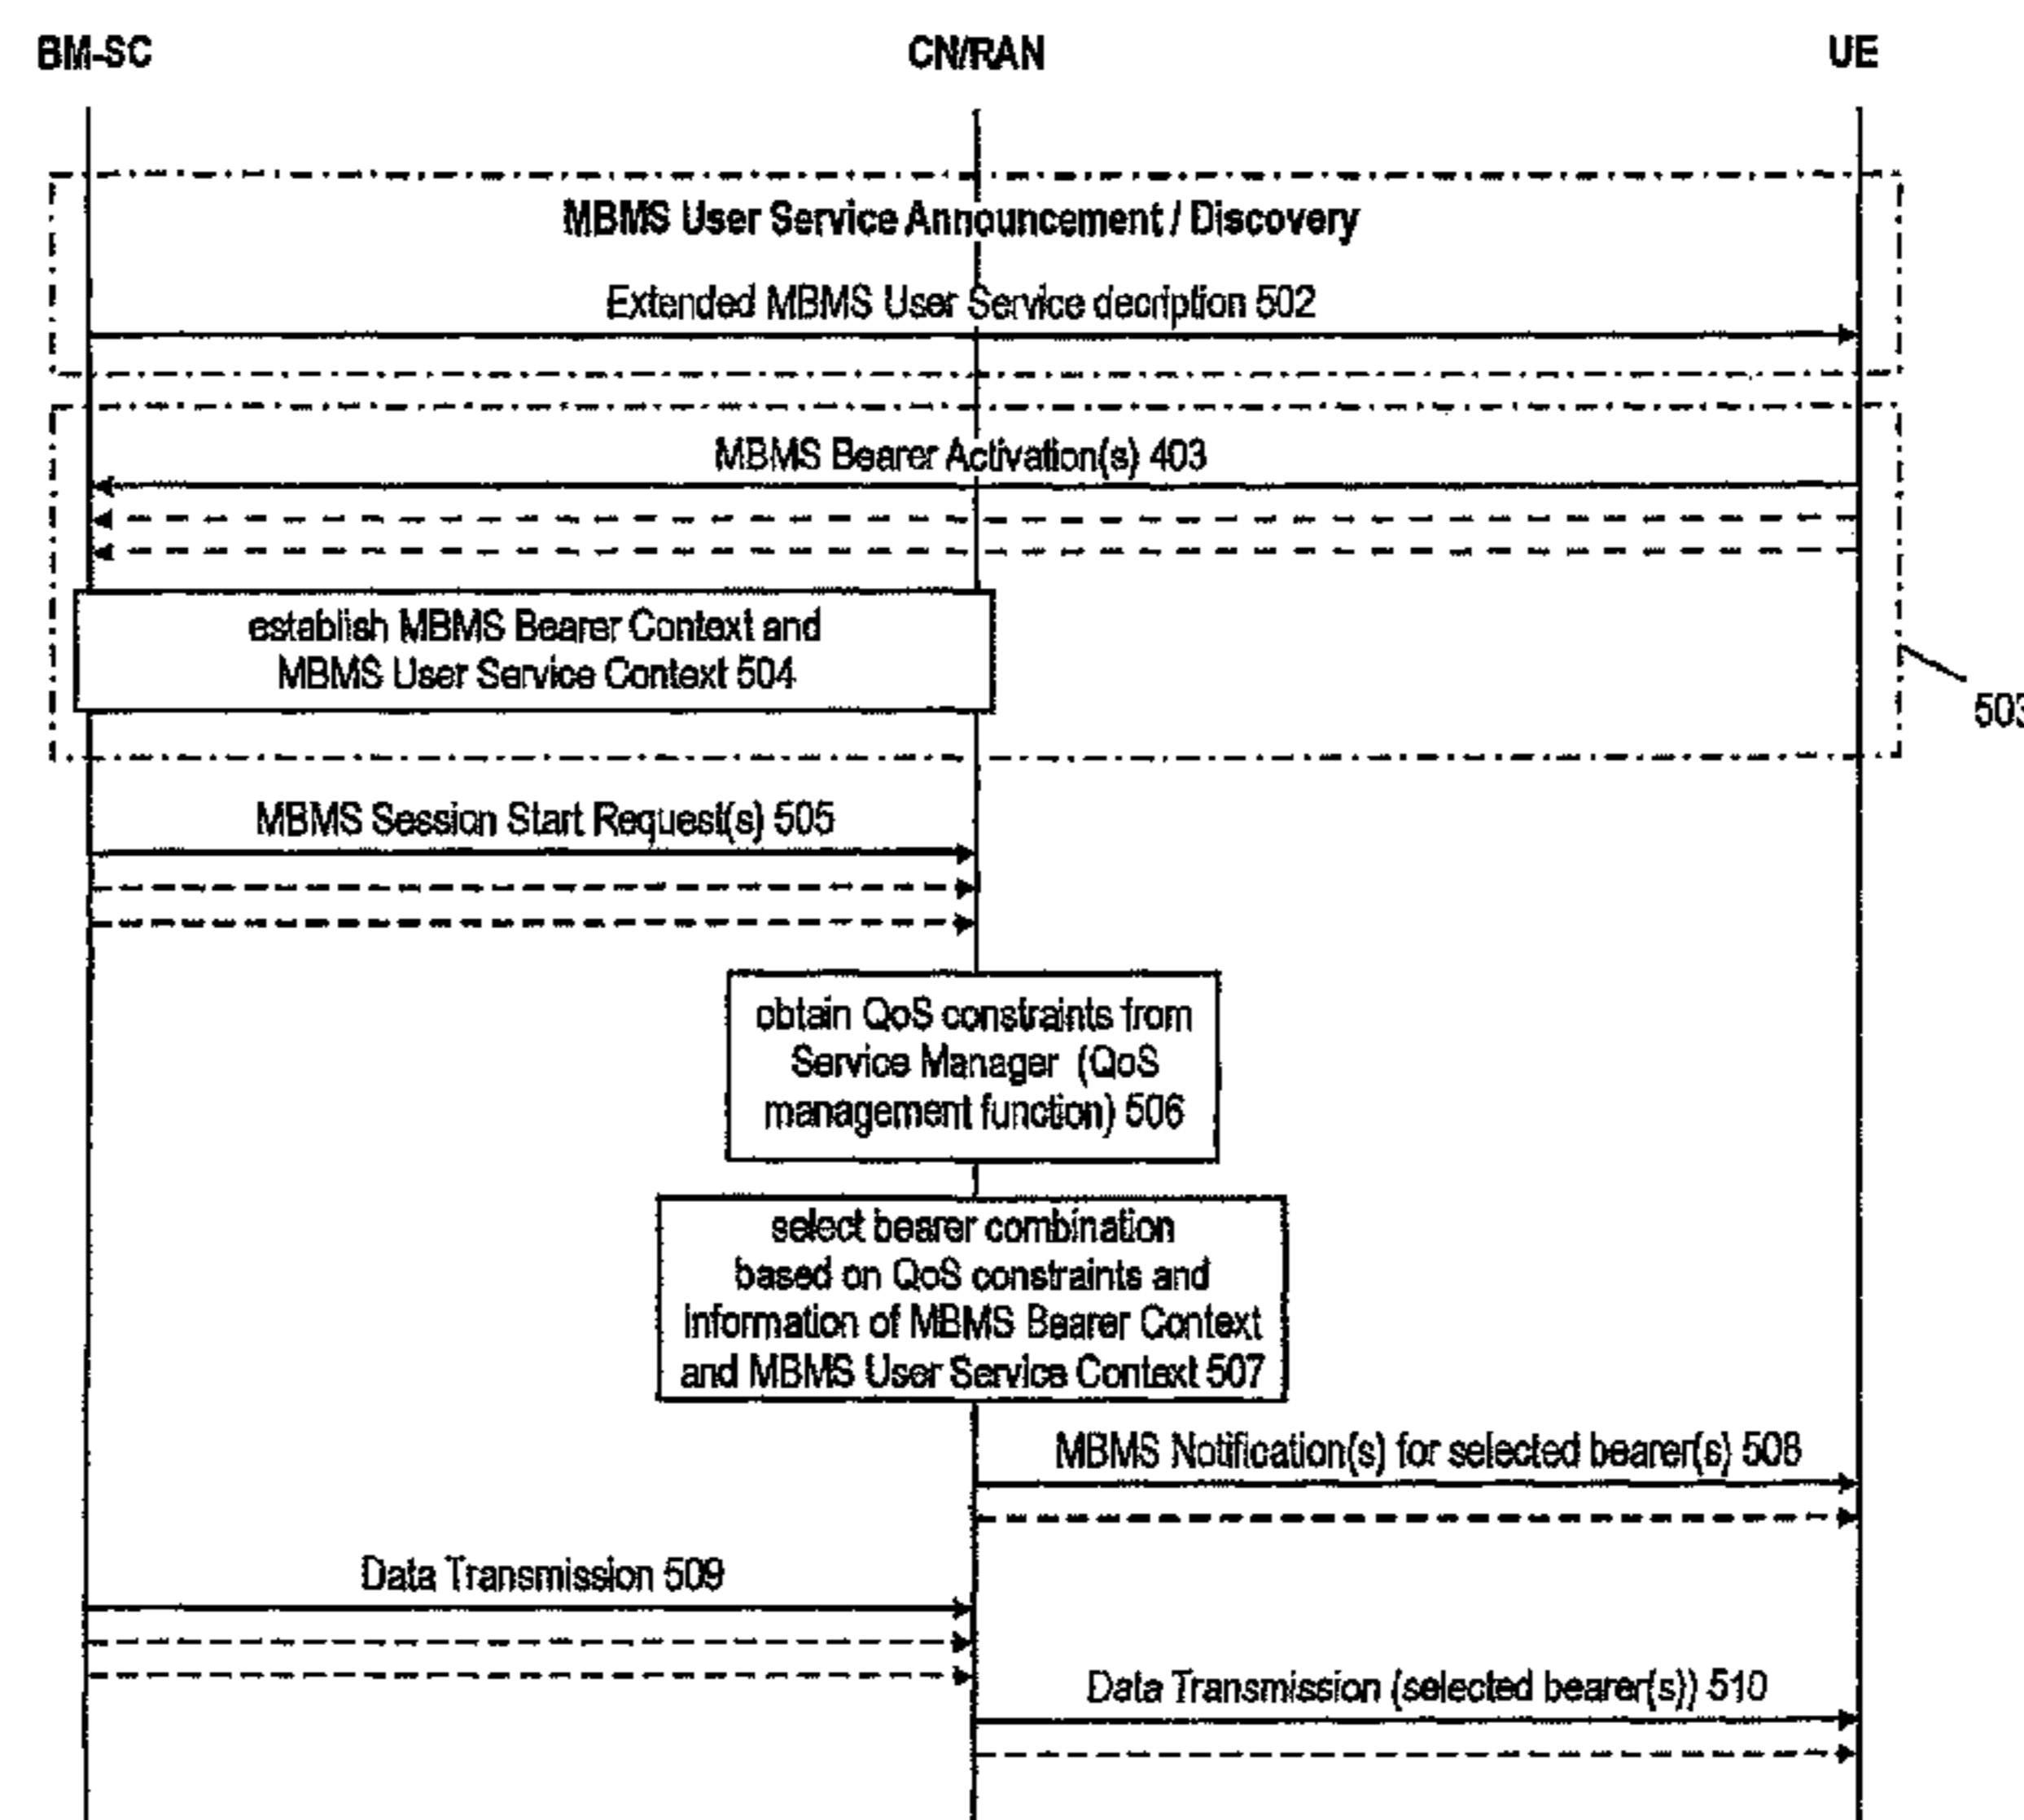 BM-SC CN/RAN UE
MBMS User Service Announcement / Discovery
Extended MBMS User Service decription 502
MBMS Bearer Activation(s) 403
establish MBMS Bearer Context and
MBMS User Service Context 504
503
MBMS Session Start Request(s) 505
obtain QoS constraints from
Service Manager (QoS
management function) 506
select bearer combination
based on QoS constraints and
Information of MBMS Bearer Context
and MBMS User Service Context 507
MBMS Notification(s) for selected bearer(s) 508
Data Transmission 509
Data Transmission (selected bearer(s)) 510